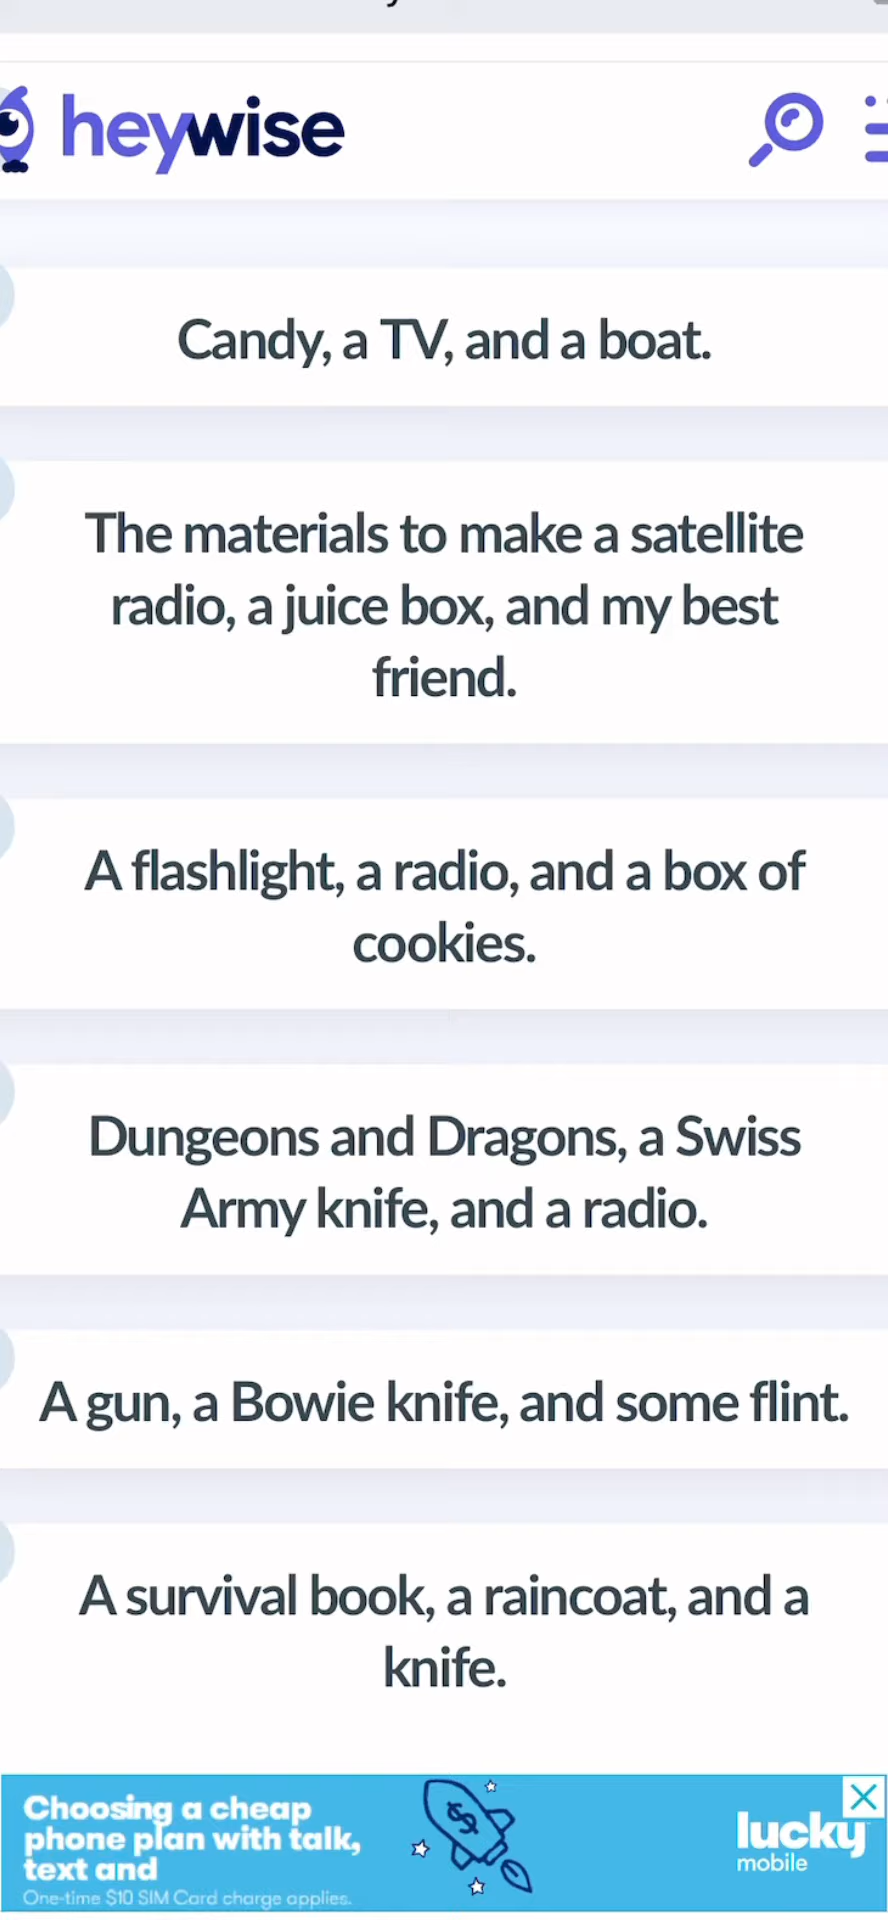 heywise
Candy, a TV, and a boat.
The materials to make a satellite
radio, a juice box, and my best
friend.
A flashlight, a radio, and a box of
cookies.
Dungeons and Dragons, a Swiss
Army knife, and a radio.
A gun, a Bowie knife, and some flint.
A survival book, a raincoat, and a
knife.
Choosing a cheap
phone plan with talk,
text and
One-time $10 SIM Card charge applies.
$
lucky
mobile